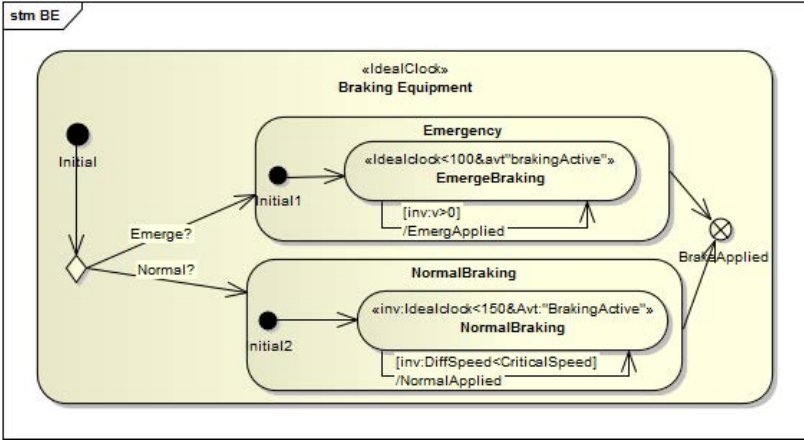 stm BE
«IdealClock»
Braking Equipment
Initial
Emergency
Initial1
«Idealclock<100&avt"brakingActive"»
EmergeBraking
[inv:v>0]
/EmergApplied
Emerge?
Normal?
BrakeApplied
NormalBraking
Initial2
«inv:Idealclock<150&Avt:"BrakingActive"»
NormalBraking
[inv:DiffSpeed<CriticalSpeed]
/NormalApplied